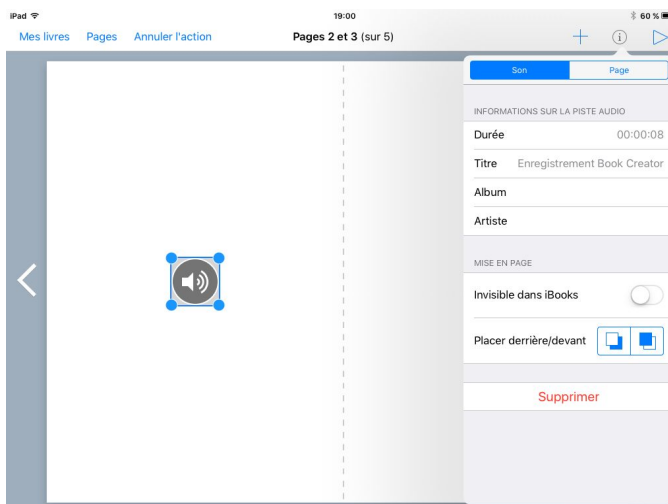 iPad 19:00 60 %
Mes livres Pages Annuler l'action Pages 2 et 3 (sur 5)
Son Page
INFORMATIONS SUR LA PISTE AUDIO
Durée 00:00:08
Titre Enregistrement Book Creator
Album
Artiste
MISE EN PAGE
Invisible dans iBooks
Placer derrière/devant
Supprimer